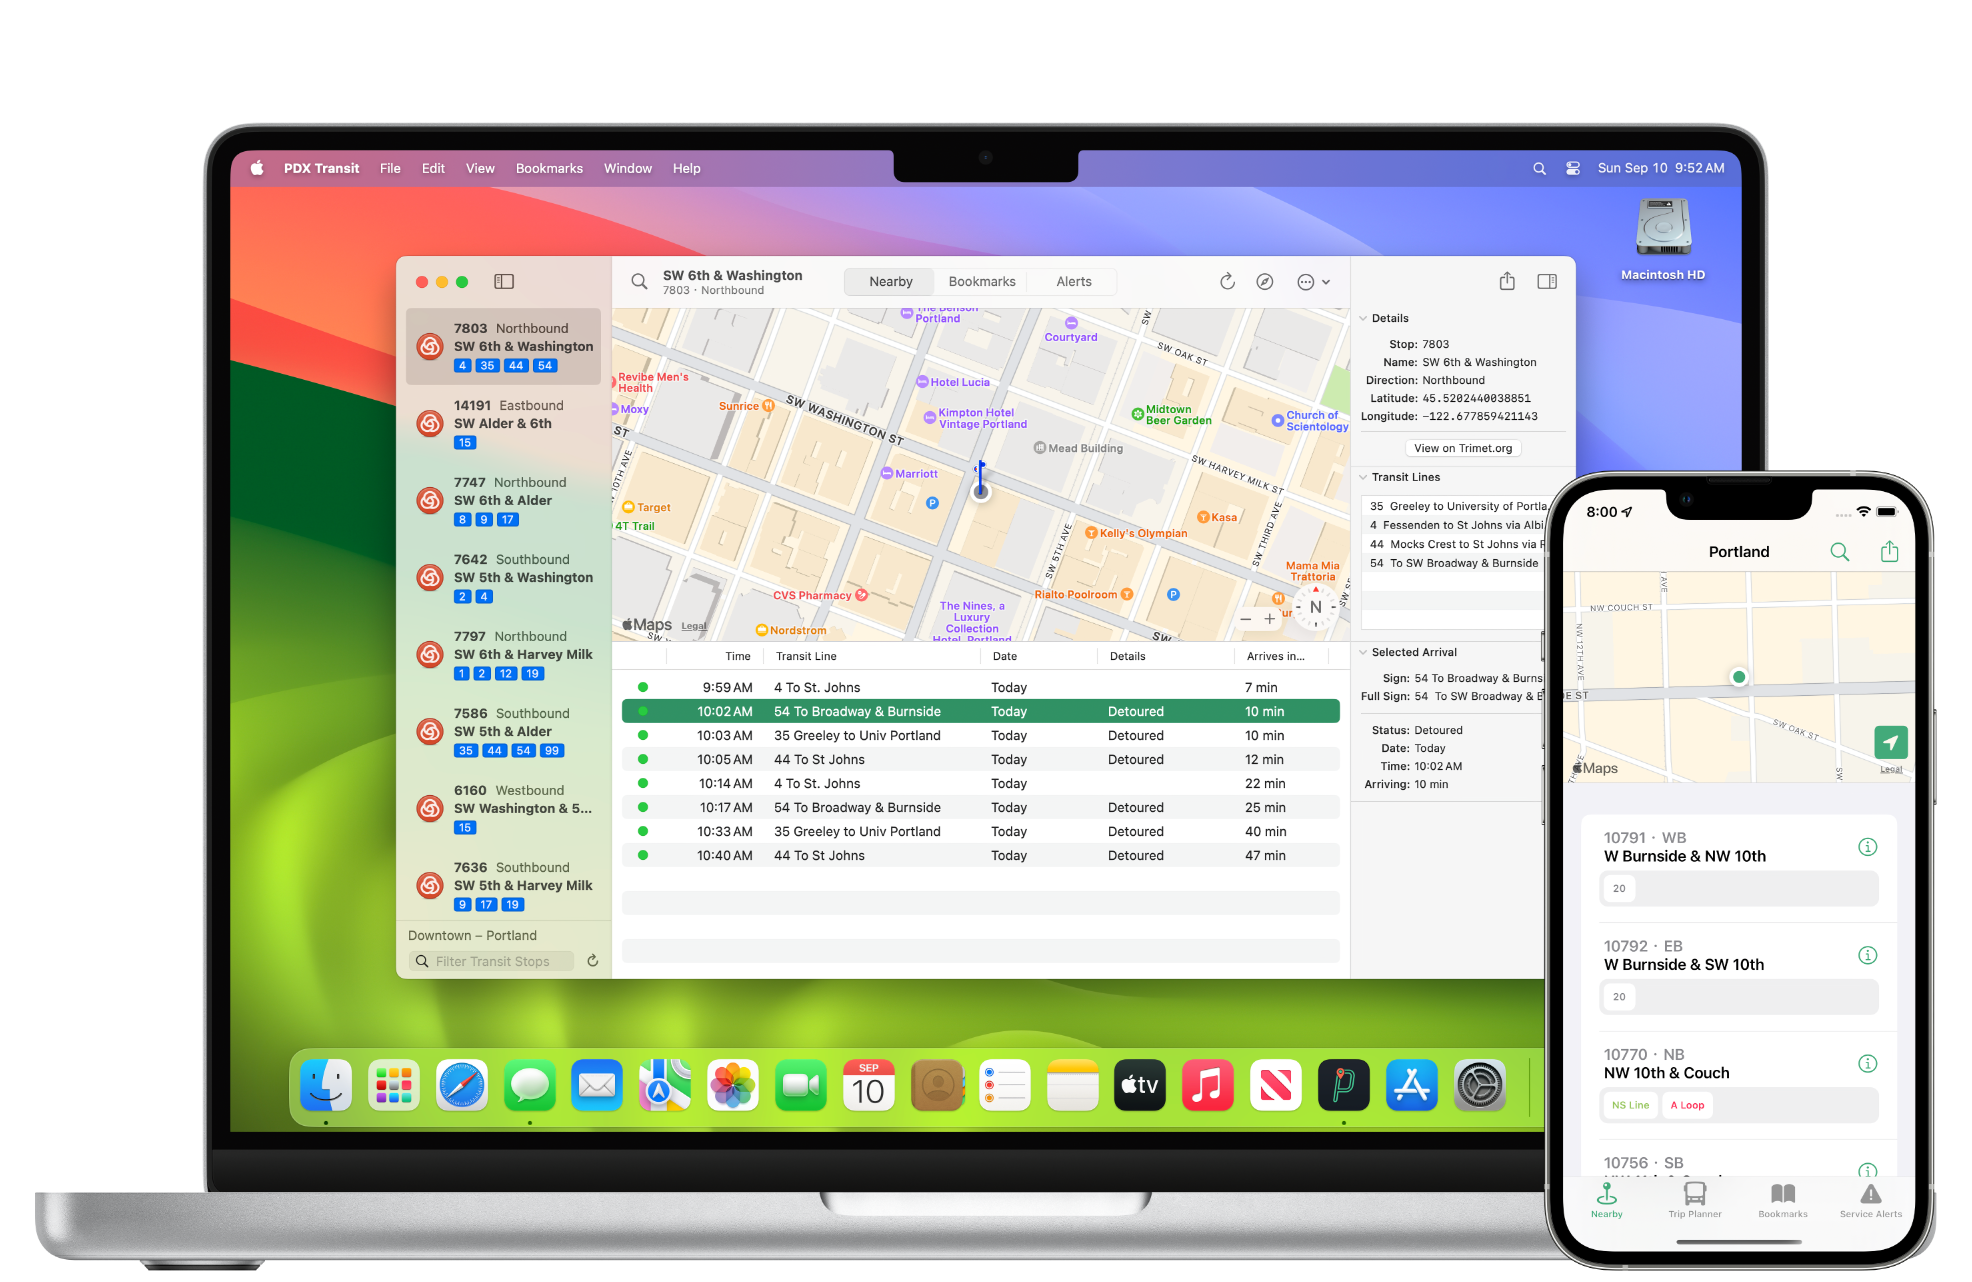 PDX Transit File Edit View Bookmarks Window Help
Sun Sep 10 9:52 AM
Macintosh HD
7803 Northbound
SW 6th & Washington
4 35 44 54
14191 Eastbound
SW Alder & 6th
15
7747 Northbound
SW 6th & Alder
8 9 17
7642 Southbound
SW 5th & Washington
2 4
7797 Northbound
SW 6th & Harvey Milk
1 2 12 19
7586 Southbound
SW 5th & Alder
35 44 54 99
6160 Westbound
SW Washington & 5...
15
7636 Southbound
SW 5th & Harvey Milk
9 17 19
Downtown – Portland
Filter Transit Stops
SW 6th & Washington
7803 · Northbound
Nearby Bookmarks Alerts
The Benson
Portland
Courtyard
SW
SW OAK ST
Revibe Men's
Health
Hotel Lucia
Moxy
Sunrice
SW WASHINGTON ST
Kimpton Hotel
Vintage Portland
Midtown
Beer Garden
Church of
Scientology
ST
Mead Building
10TH AVE
Marriott
SW HARVEY MILK ST
P
Target
4T Trail
Kasa
Kelly's Olympian
SW 5TH AVE
SW THIRD AVE
Mama Mia
Trattoria
CVS Pharmacy
Rialto Poolroom
P
The Nines, a
Luxury
Collection
Hotel, Portland
N
Maps Legal
Nordstrom
SW
Time Transit Line Date Details Arrives in...
9:59 AM 4 To St. Johns Today 7 min
10:02 AM 54 To Broadway & Burnside Today Detoured 10 min
10:03 AM 35 Greeley to Univ Portland Today Detoured 10 min
10:05 AM 44 To St Johns Today Detoured 12 min
10:14 AM 4 To St. Johns Today 22 min
10:17 AM 54 To Broadway & Burnside Today Detoured 25 min
10:33 AM 35 Greeley to Univ Portland Today Detoured 40 min
10:40 AM 44 To St Johns Today Detoured 47 min
Details
Stop: 7803
Name: SW 6th & Washington
Direction: Northbound
Latitude: 45.5202440038851
Longitude: −122.677859421143
View on Trimet.org
Transit Lines
35 Greeley to University of Portla
4 Fessenden to St Johns via Albi
44 Mocks Crest to St Johns via
54 To SW Broadway & Burnside
Selected Arrival
Sign: 54 To Broadway & Burns
Full Sign: 54 To SW Broadway &
Status: Detoured
Date: Today
Time: 10:02 AM
Arriving: 10 min
SEP
10
tv
8:00
Portland
AVE
NW COUCH ST
NW 12TH AVE
DE ST
SW OAK ST
SW
Maps
Legal
10791 · WB
W Burnside & NW 10th
20
10792 · EB
W Burnside & SW 10th
20
10770 · NB
NW 10th & Couch
NS Line A Loop
10756 · SB
Nearby Trip Planner Bookmarks Service Alerts